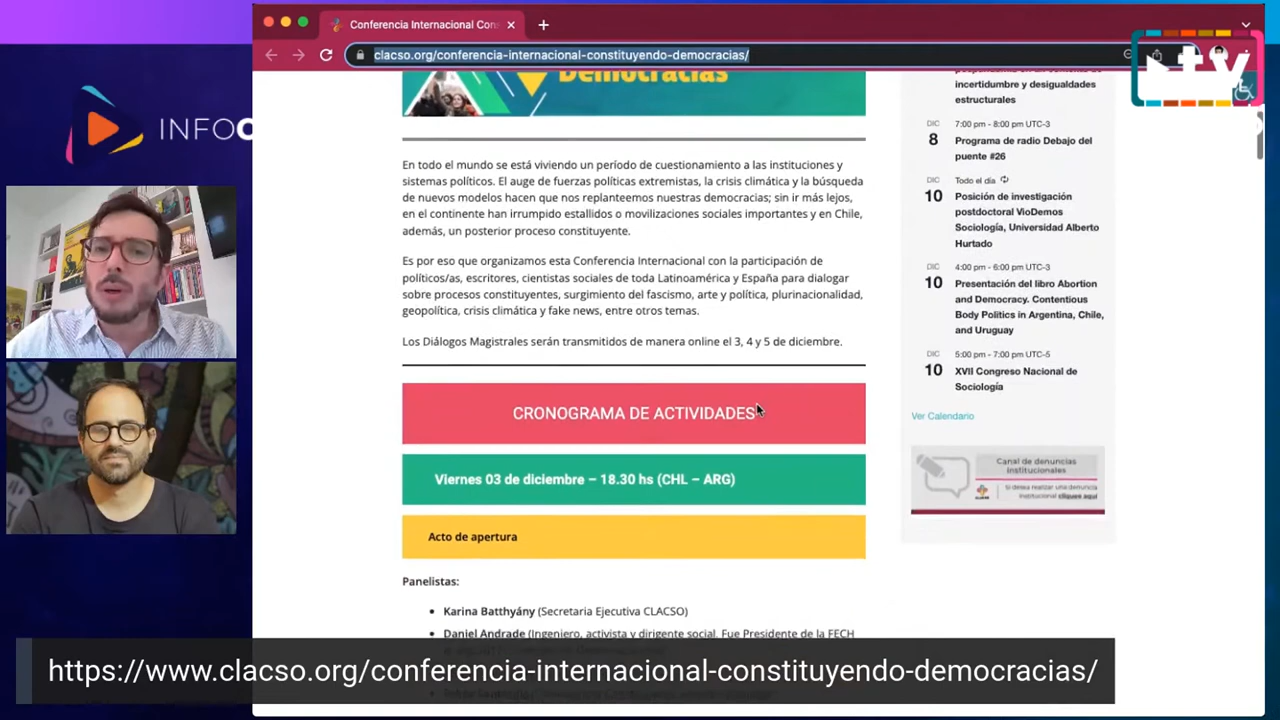 Conferencia Internacional Cons
clacso.org/conferencia-internacional-constituyendo-democracias/
tv
INFO
Democracias
En todo el mundo se está viviendo un período de cuestionamiento a las instituciones y
sistemas políticos. El auge de fuerzas políticas extremistas, la crisis climática y la búsqueda
de nuevos modelos hacen que nos replanteemos nuestras democracias; sin ir más lejos,
en el continente han irrumpido estallidos o movilizaciones sociales importantes y en Chile,
además, un posterior proceso constituyente.
Es por eso que organizamos esta Conferencia Internacional con la participación de
políticos/as, escritores, cientistas sociales de toda Latinoamérica y España para dialogar
sobre procesos constituyentes, surgimiento del fascismo, arte y política, plurinacionalidad,
geopolítica, crisis climática y fake news, entre otros temas.
Los Diálogos Magistrales serán transmitidos de manera online el 3, 4 y 5 de diciembre.
CRONOGRAMA DE ACTIVIDADES
Viernes 03 de diciembre – 18.30 hs (CHL – ARG)
Acto de apertura
Panelistas:
Karina Batthyány (Secretaria Ejecutiva CLACSO)
Daniel Andrade (Ingeniero, activista y dirigente social. Fue Presidente de la FECH
incertidumbre y desigualdades
estructurales
DIC
8
7:00 pm - 8:00 pm UTC-3
Programa de radio Debajo del
puente #26
DIC
10
Todo el día
Posición de investigación
postdoctoral VioDemos
Sociología, Universidad Alberto
Hurtado
DIC
10
4:00 pm - 6:00 pm UTC-3
Presentación del libro Abortion
and Democracy. Contentious
Body Politics in Argentina, Chile,
and Uruguay
DIC
10
5:00 pm - 7:00 pm UTC-5
XVII Congreso Nacional de
Sociología
Ver Calendario
Canal de denuncias
institucionales
Si desea realizar una denuncia
institucional cliquee aquí
https://www.clacso.org/conferencia-internacional-constituyendo-democracias/